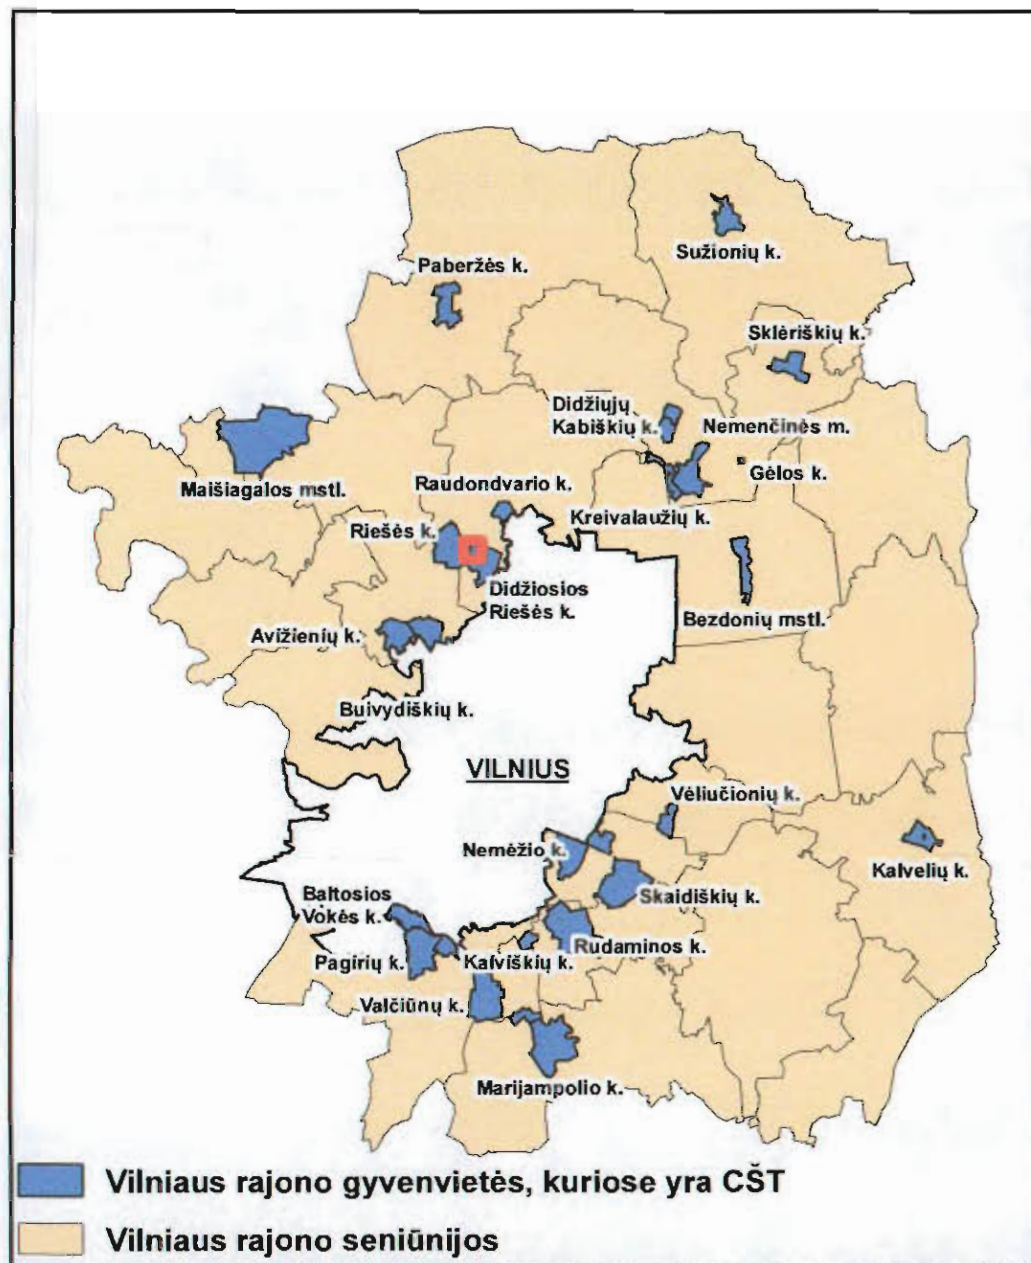 Sužionių k.
Paberžės k.
Sklėriškių k.
Didžiųjų
Kabiškių k.
Nemenčinės m.
Gėlos k.
Maišiagalos mstl.
Raudondvario k.
Kreivalaužių k.
Riešės k.
Didžiosios
Riešės k.
Bezdonių mstl.
Avižienių k.
Buivydiškių k.
VILNIUS
Vėliučionių k.
Nemėžio k.
Kalvelių k.
Skaidiškių k.
Baltosios
Vokės k.
Rudaminos k.
Pagirių k.
Kalviškių k.
Valčiūnų k.
Marijampolio k.
Vilniaus rajono gyvenvietės, kuriose yra CŠT
Vilniaus rajono seniūnijos